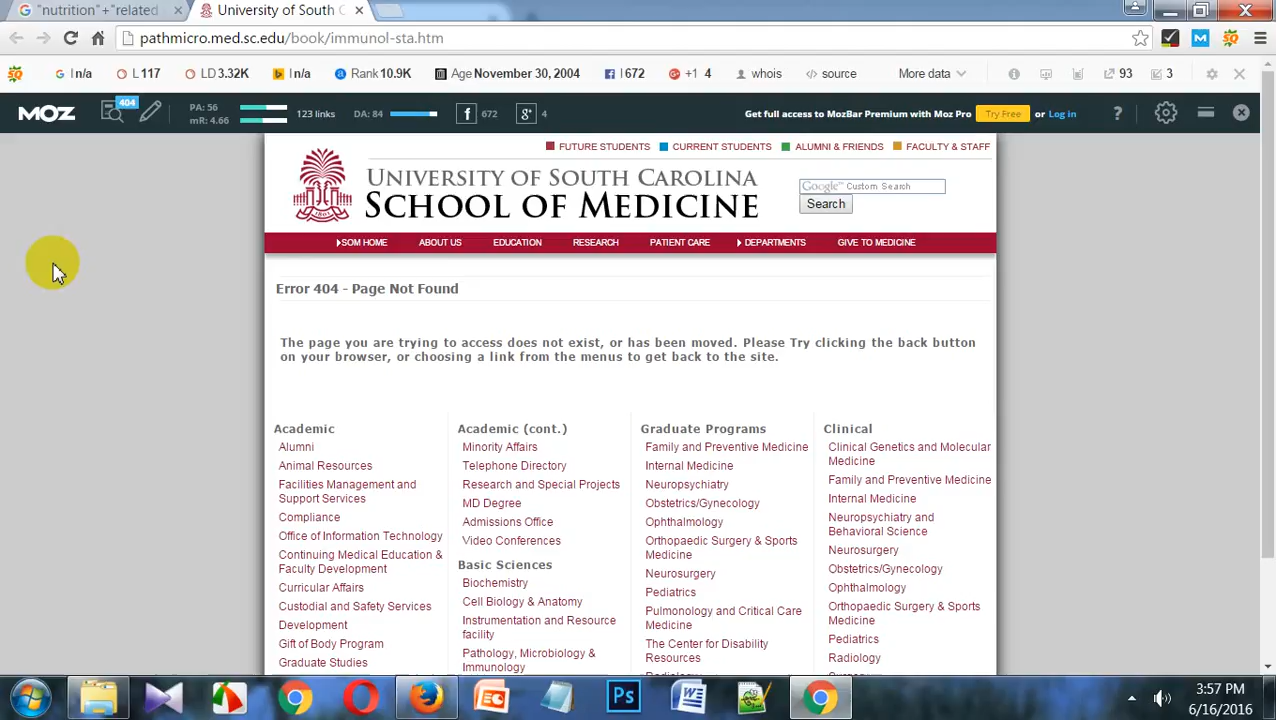 "nutrition"+"related
University of South C
pathmicro.med.sc.edu/book/immunol-sta.htm
I n/a
L 117
LD 3.32K
I n/a
Rank 10.9K
Age November 30, 2004
I 672
+1 4
whois
source
More data
93
3
MOZ
404
PA: 56
mR: 4.66
123 links
DA: 84
672
4
Get full access to MozBar Premium with Moz Pro
Try Free
or Log in
?
FUTURE STUDENTS
CURRENT STUDENTS
ALUMNI & FRIENDS
FACULTY & STAFF
UNIVERSITY OF SOUTH CAROLINA
SCHOOL OF MEDICINE
Google™ Custom Search
Search
SOM HOME
ABOUT US
EDUCATION
RESEARCH
PATIENT CARE
DEPARTMENTS
GIVE TO MEDICINE
Error 404 - Page Not Found
The page you are trying to access does not exist, or has been moved. Please Try clicking the back button
on your browser, or choosing a link from the menus to get back to the site.
Academic
Alumni
Animal Resources
Facilities Management and
Support Services
Compliance
Office of Information Technology
Continuing Medical Education &
Faculty Development
Curricular Affairs
Custodial and Safety Services
Development
Gift of Body Program
Graduate Studies
Academic (cont.)
Minority Affairs
Telephone Directory
Research and Special Projects
MD Degree
Admissions Office
Video Conferences
Basic Sciences
Biochemistry
Cell Biology & Anatomy
Instrumentation and Resource
facility
Pathology, Microbiology &
Immunology
Graduate Programs
Family and Preventive Medicine
Internal Medicine
Neuropsychiatry
Obstetrics/Gynecology
Ophthalmology
Orthopaedic Surgery & Sports
Medicine
Neurosurgery
Pediatrics
Pulmonology and Critical Care
Medicine
The Center for Disability
Resources
Clinical
Clinical Genetics and Molecular
Medicine
Family and Preventive Medicine
Internal Medicine
Neuropsychiatry and
Behavioral Science
Neurosurgery
Obstetrics/Gynecology
Ophthalmology
Orthopaedic Surgery & Sports
Medicine
Pediatrics
Radiology
3:57 PM
6/16/2016